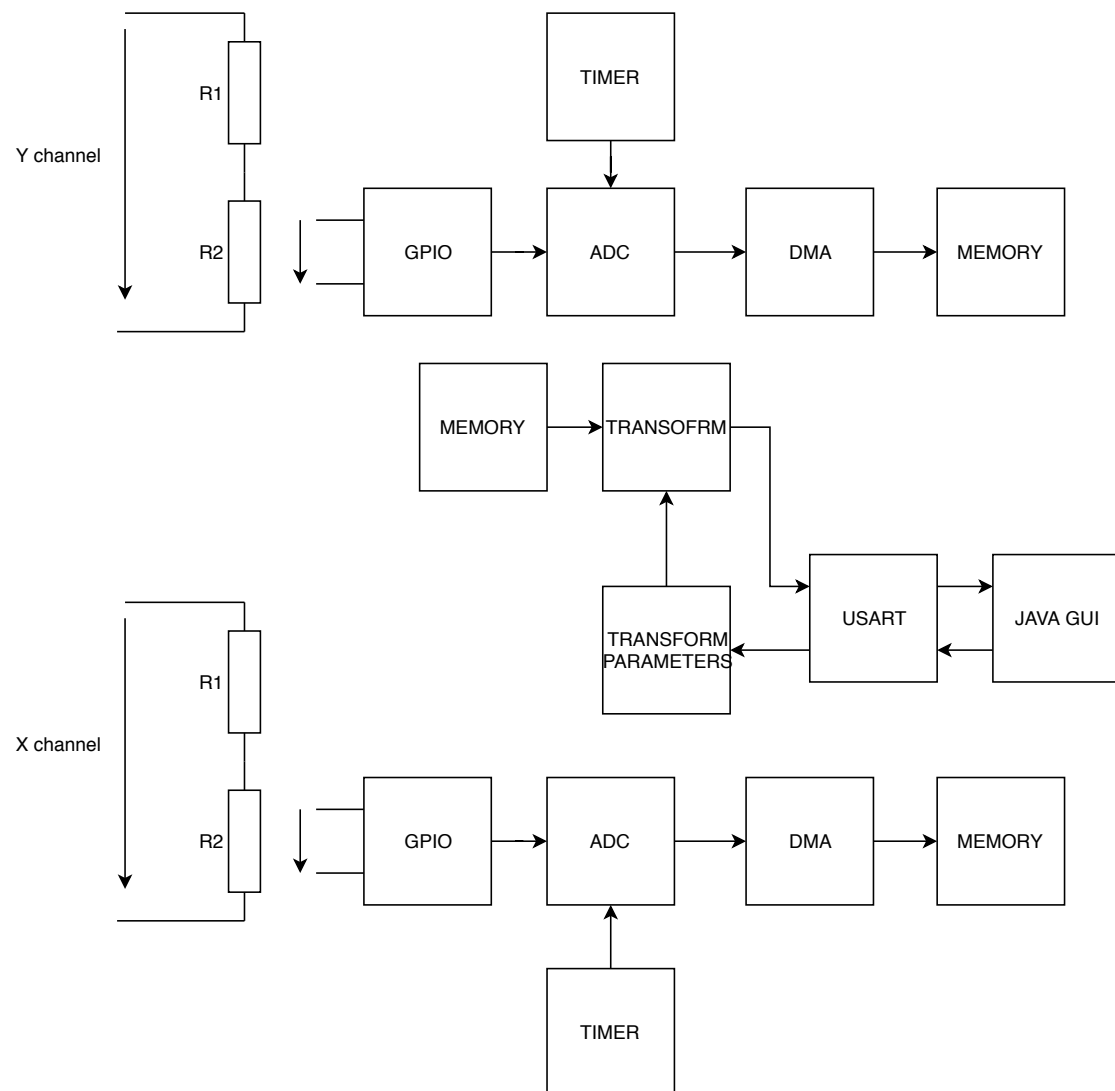 TIMER
R1
Y channel
R2
GPIO
ADC
DMA
MEMORY
MEMORY
TRANSOFRM
USART
JAVA GUI
TRANSFORM
PARAMETERS
R1
X channel
R2
GPIO
ADC
DMA
MEMORY
TIMER